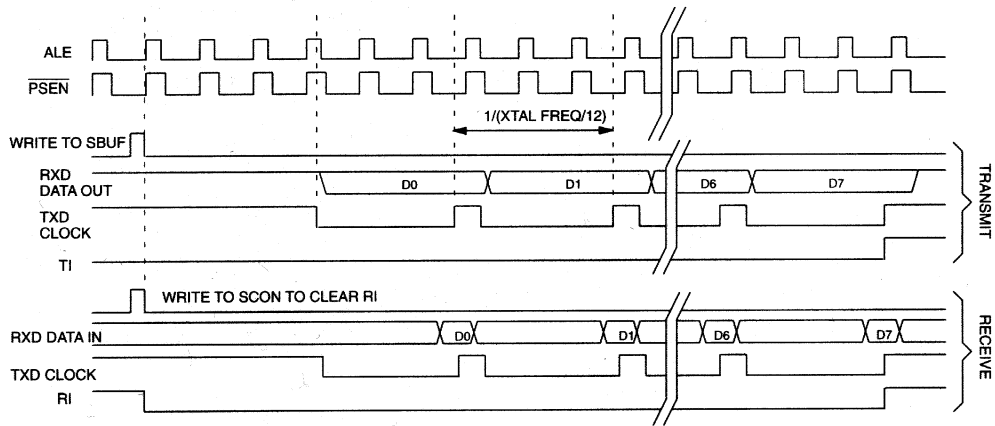 ALE
PSEN
1/(XTAL FREQ/12)
WRITE TO SBUF
RXD
DATA OUT
D0 D1 D6 D7
TXD
CLOCK
TI
TRANSMIT
WRITE TO SCON TO CLEAR RI
RXD DATA IN D0 D1 D6 D7
TXD CLOCK
RI
RECEIVE